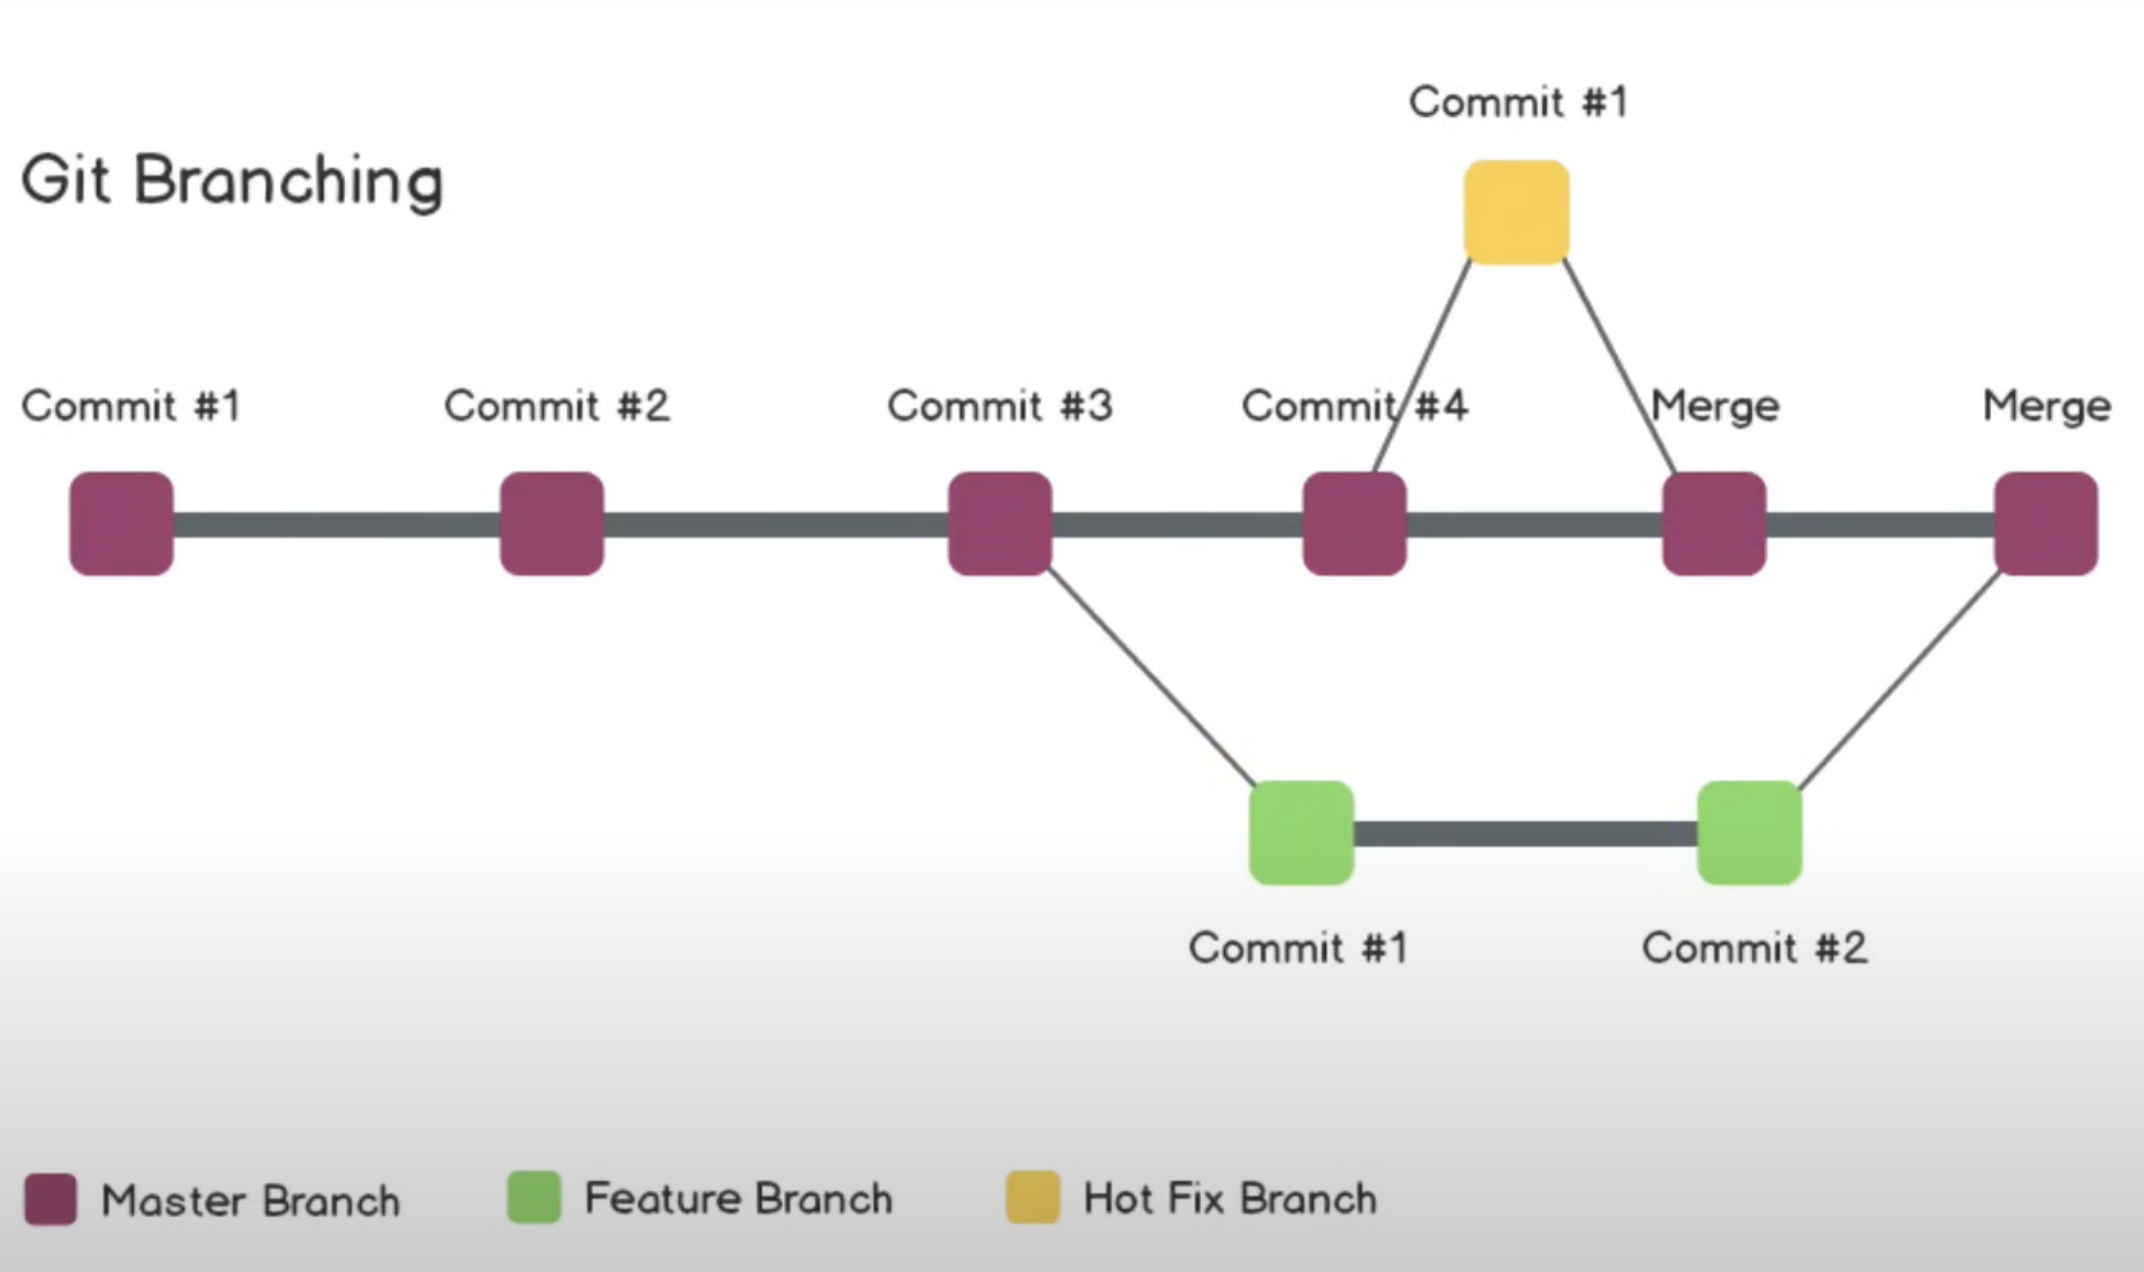 Commit #1
Git Branching
Commit #1
Commit #2
Commit #3
Commit #4
Merge
Merge
Commit #1
Commit #2
Master Branch
Feature Branch
Hot Fix Branch